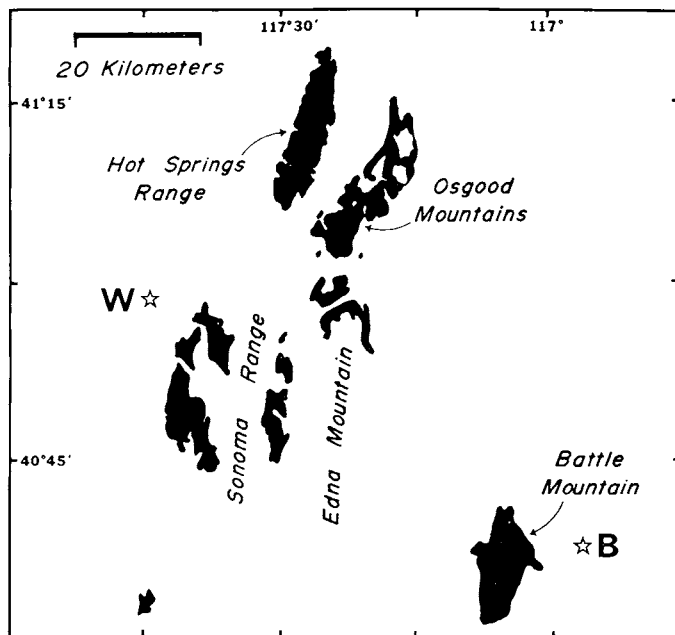 117°30'
117°
20 Kilometers
41°15'
Hot Springs
Range
Osgood
Mountains
W
Sonoma Range
Edna Mountain
40°45'
Battle
Mountain
B